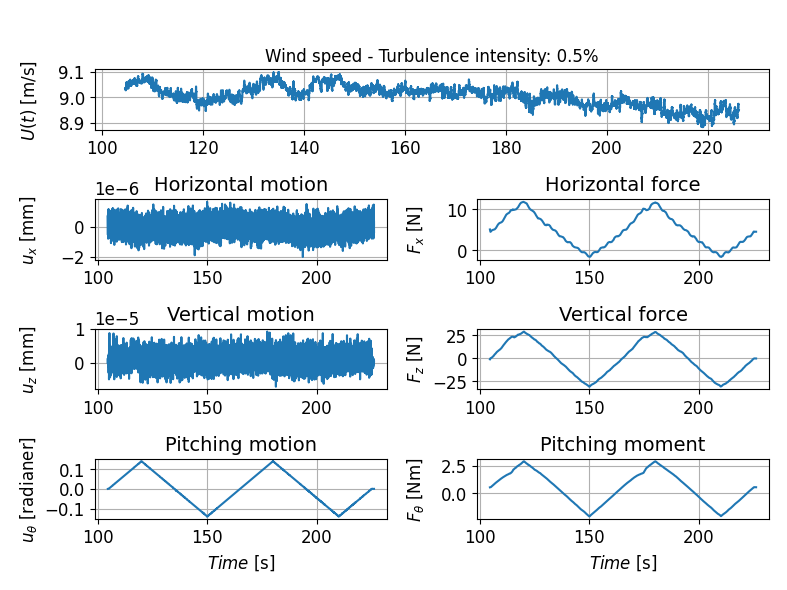 Wind speed - Turbulence intensity: 0.5%
U(t) [m/s]
9.1
9.0
8.9
100 120 140 160 180 200 220
1e−6
Horizontal motion
u_x [mm]
0
−2
100 150 200
Horizontal force
F_x [N]
10
0
100 150 200
1e−5
Vertical motion
u_z [mm]
1
0
100 150 200
Vertical force
F_z [N]
25
0
−25
100 150 200
Pitching motion
u_θ [radianer]
0.1
0.0
−0.1
100 150 200
Time [s]
Pitching moment
F_θ [Nm]
2.5
0.0
100 150 200
Time [s]